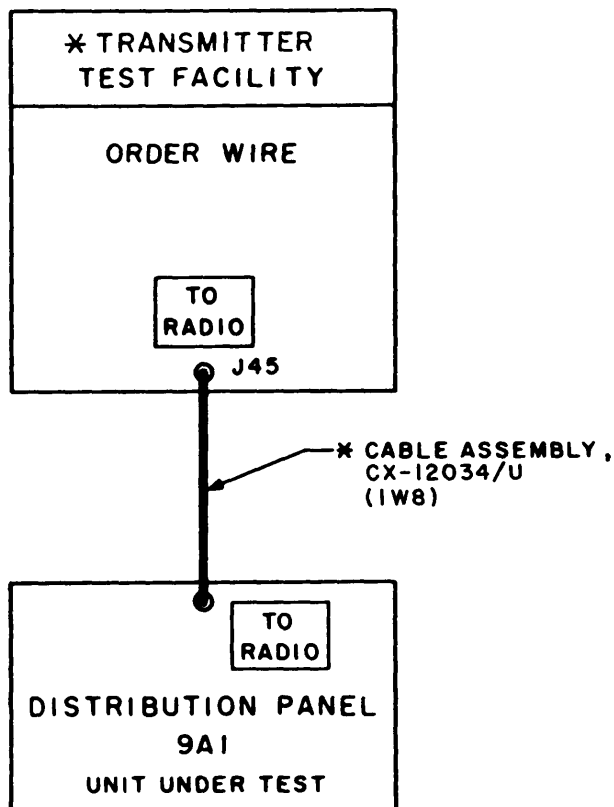 * TRANSMITTER
TEST FACILITY
ORDER WIRE
TO
RADIO
J45
* CABLE ASSEMBLY,
CX-12034/U
(1W8)
TO
RADIO
DISTRIBUTION PANEL
9A1
UNIT UNDER TEST